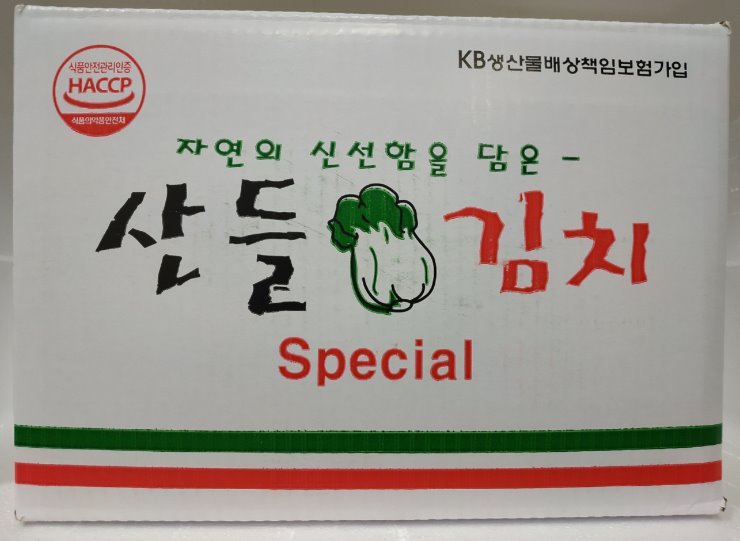 식품안전관리인증
HACCP
식품의약품안전처
KB생산물배상책임보험가입
자연의 신선함을 담은 -
산들 김치
Special